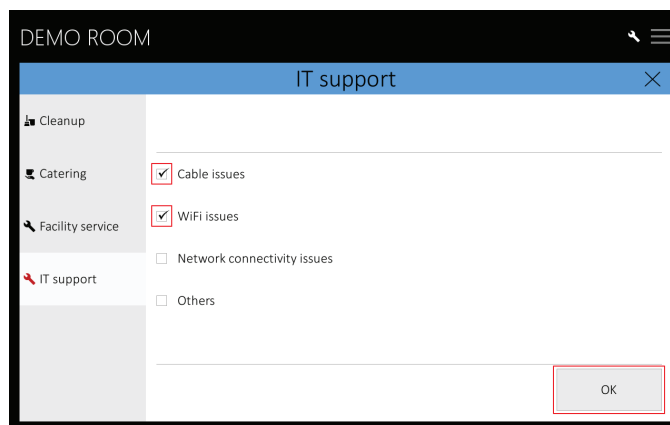 DEMO ROOM
IT support
Cleanup
Catering
Facility service
IT support
Cable issues
WiFi issues
Network connectivity issues
Others
OK